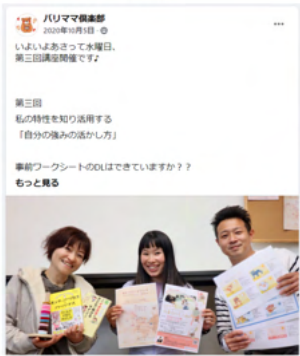 バリママ倶楽部
2020年10月5日
いよいよあさって水曜日、
第三回講座開催です♪
第三回
私の特性を知り活用する
「自分の強みの活かし方」
事前ワークシートのDLはできていますか？？
もっと見る